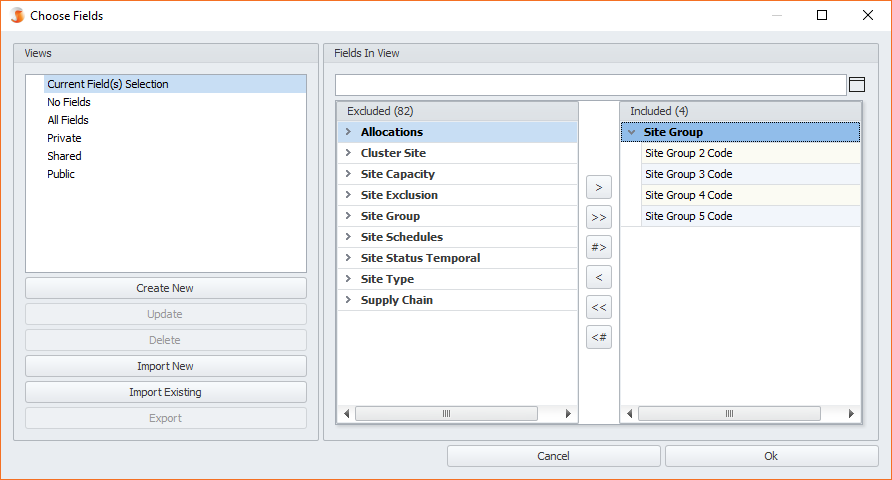 Choose Fields
Views
Current Field(s) Selection
No Fields
All Fields
Private
Shared
Public
Create New
Update
Delete
Import New
Import Existing
Export
Fields In View
Excluded (82)
Allocations
Cluster Site
Site Capacity
Site Exclusion
Site Group
Site Schedules
Site Status Temporal
Site Type
Supply Chain
>
>>
#>
<
<<
<#
Included (4)
Site Group
Site Group 2 Code
Site Group 3 Code
Site Group 4 Code
Site Group 5 Code
Cancel
Ok